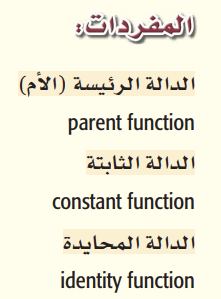 المفردات:
الدالة الرئيسة (الأم)
parent function
الدالة الثابتة
constant function
الدالة المحايدة
identity function